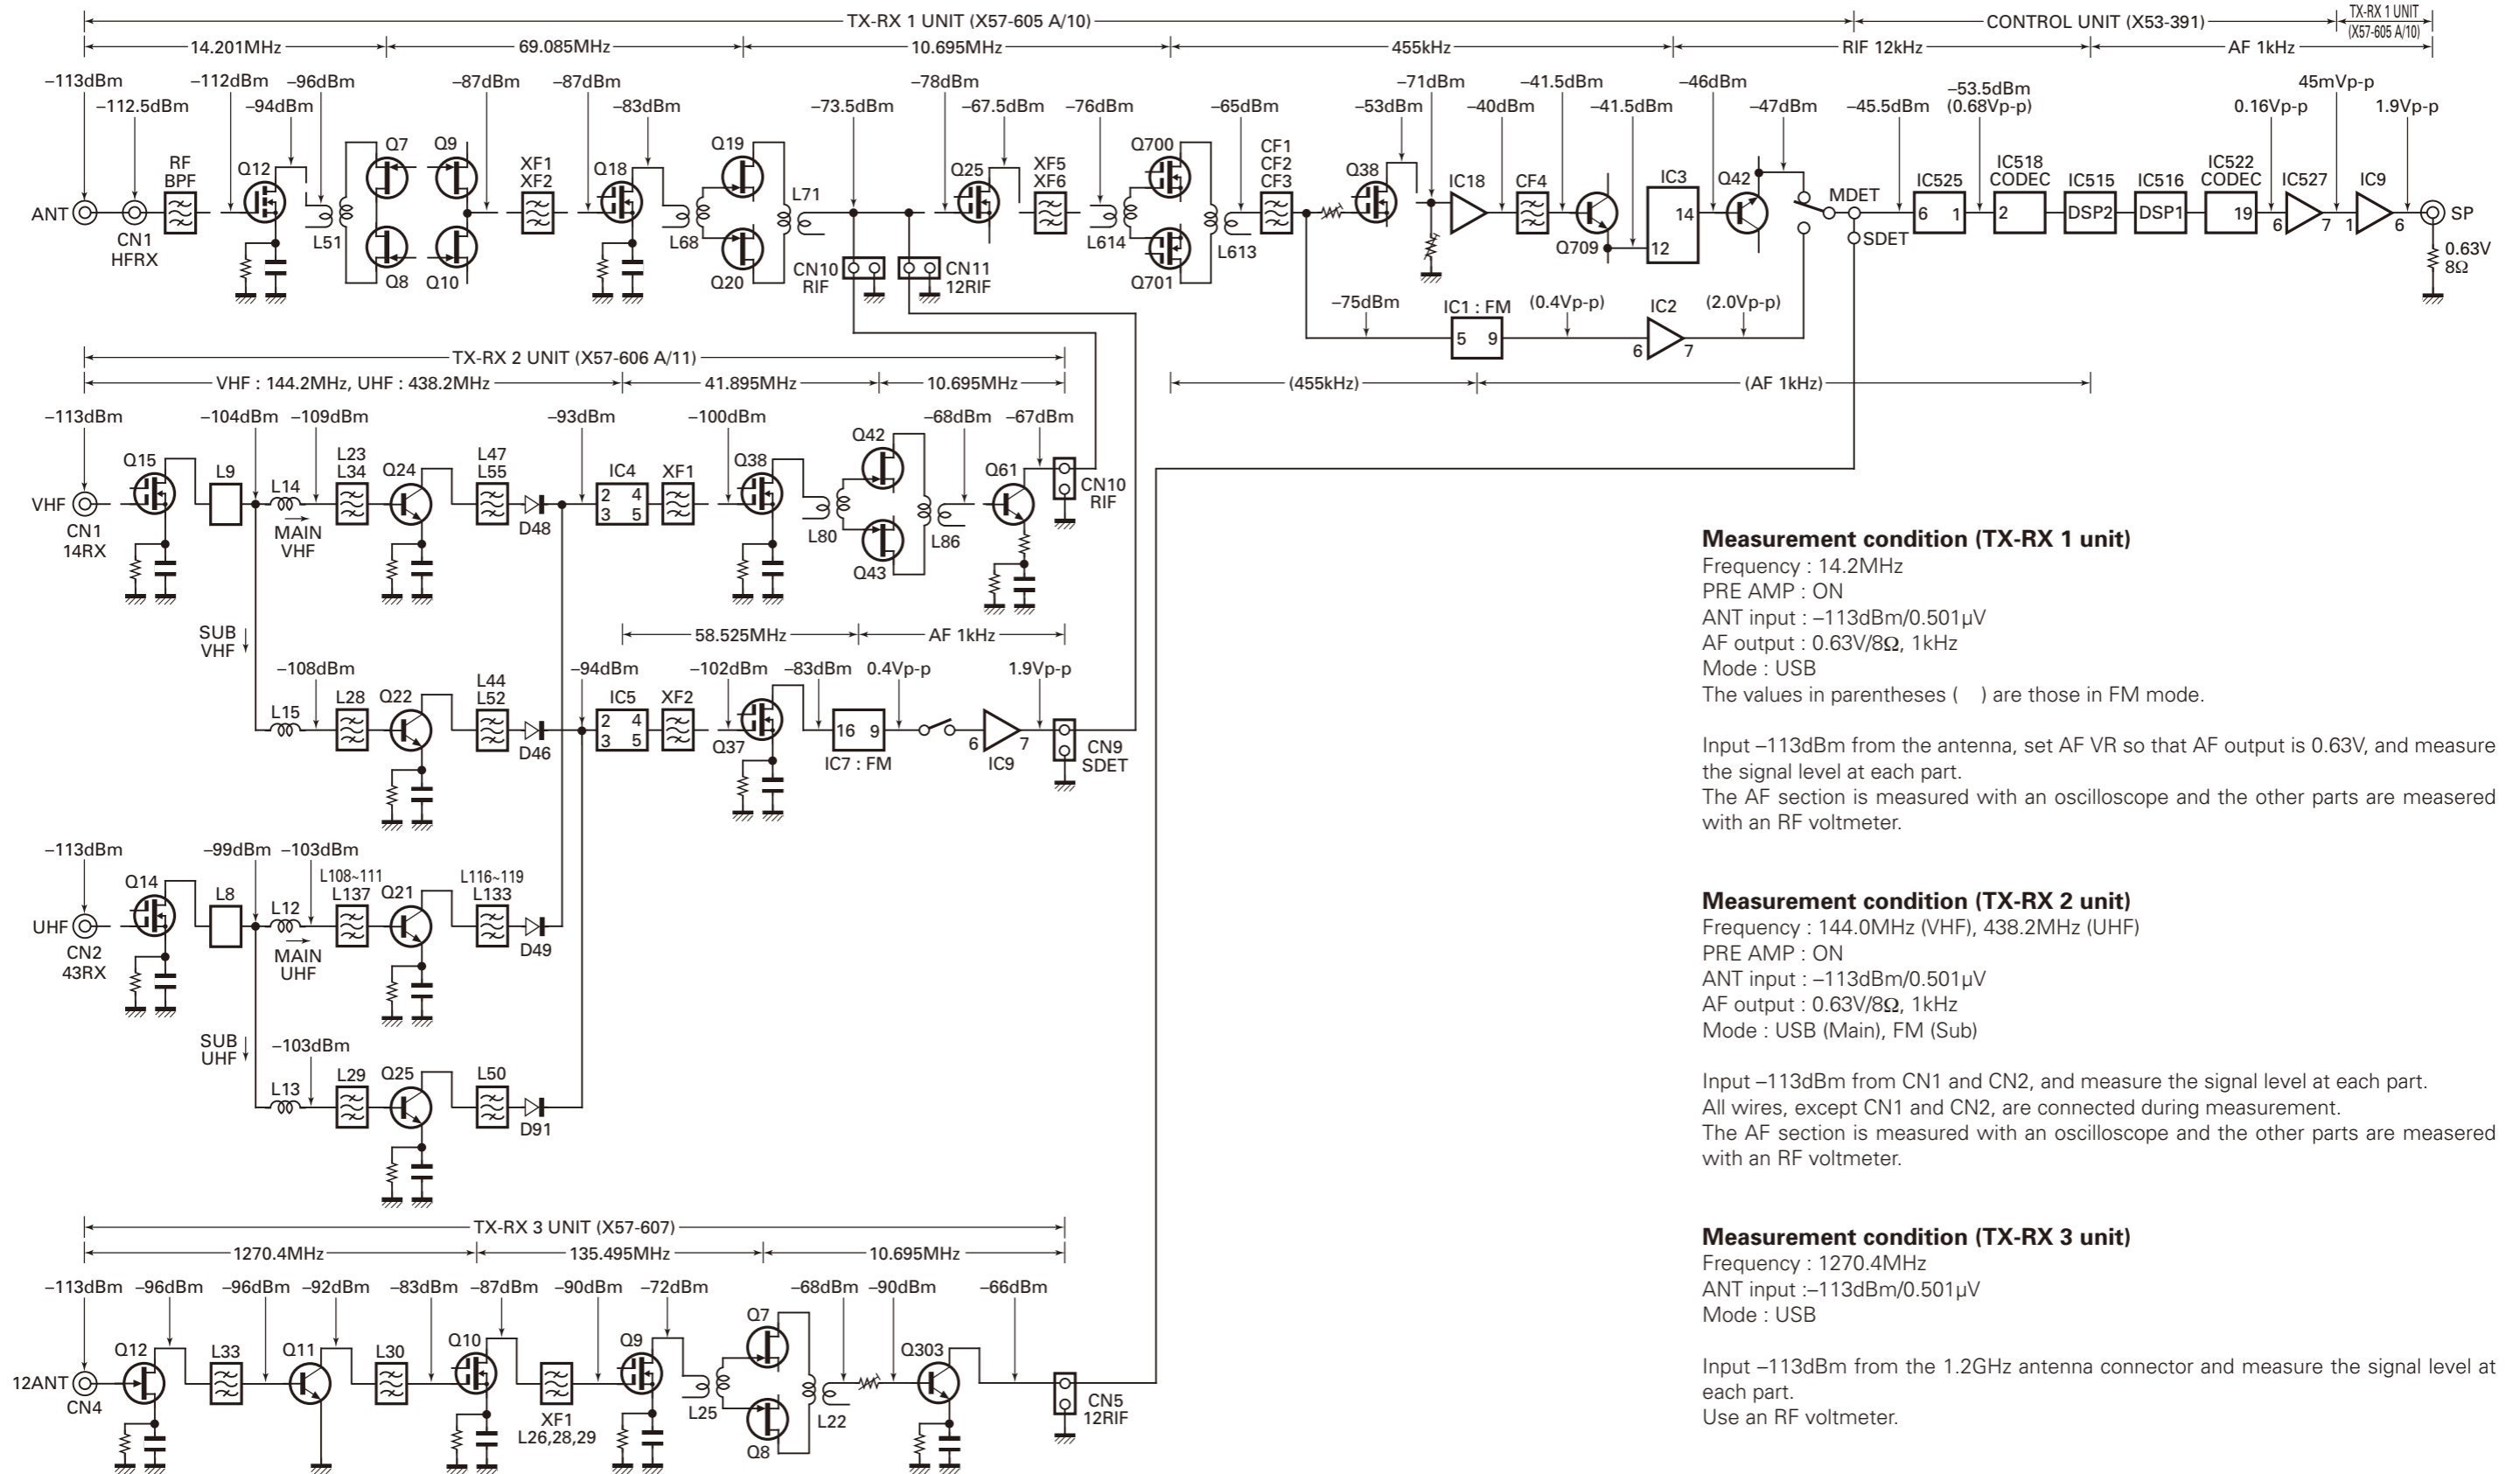 TX-RX 1 UNIT (X57-605 A/10)
CONTROL UNIT (X53-391)
TX-RX 1 UNIT
(X57-605 A/10)
14.201MHz
69.085MHz
10.695MHz
455kHz
RIF 12kHz
AF 1kHz
–113dBm
–112dBm
–96dBm
–87dBm
–87dBm
–78dBm
–71dBm
–41.5dBm
–46dBm
–53.5dBm
(0.68Vp-p)
45mVp-p
–112.5dBm
–94dBm
–83dBm
–73.5dBm
–67.5dBm
–76dBm
–65dBm
–53dBm
–40dBm
–41.5dBm
–47dBm
–45.5dBm
0.16Vp-p
1.9Vp-p
ANT
CN1
HFRX
RF
BPF
Q12
L51
Q7
Q8
Q9
Q10
XF1
XF2
Q18
L68
Q19
Q20
L71
CN10
RIF
CN11
12RIF
Q25
XF5
XF6
L614
Q700
Q701
L613
CF1
CF2
CF3
Q38
IC18
CF4
Q709
IC3
14
12
Q42
MDET
SDET
IC525
6 1
IC518
CODEC
2
IC515
DSP2
IC516
DSP1
IC522
CODEC
19
IC527
6 7
IC9
1 6
SP
0.63V
8Ω
–75dBm
IC1 : FM
5 9
(0.4Vp-p)
IC2
6 7
(2.0Vp-p)
(455kHz)
(AF 1kHz)
TX-RX 2 UNIT (X57-606 A/11)
VHF : 144.2MHz, UHF : 438.2MHz
41.895MHz
10.695MHz
–113dBm
–104dBm
–109dBm
–93dBm
–100dBm
–68dBm
–67dBm
VHF
CN1
14RX
Q15
L9
L14
MAIN
VHF
L23
L34
Q24
L47
L55
D48
IC4
2 4
3 5
XF1
Q38
L80
Q42
Q43
L86
Q61
CN10
RIF
SUB
VHF
58.525MHz
AF 1kHz
–108dBm
–94dBm
–102dBm
–83dBm
0.4Vp-p
1.9Vp-p
L15
L28
Q22
L44
L52
D46
IC5
2 4
3 5
XF2
Q37
16 9
IC7 : FM
6 7
IC9
CN9
SDET
–113dBm
–99dBm
–103dBm
UHF
CN2
43RX
Q14
L8
L12
MAIN
UHF
L108~111
L137
Q21
L116~119
L133
D49
SUB
UHF
–103dBm
L13
L29
Q25
L50
D91
TX-RX 3 UNIT (X57-607)
1270.4MHz
135.495MHz
10.695MHz
–113dBm
–96dBm
–96dBm
–92dBm
–83dBm
–87dBm
–90dBm
–72dBm
–68dBm
–90dBm
–66dBm
12ANT
CN4
Q12
L33
Q11
L30
Q10
XF1
L26,28,29
Q9
L25
Q7
Q8
L22
Q303
CN5
12RIF
Measurement condition (TX-RX 1 unit)
Frequency : 14.2MHz
PRE AMP : ON
ANT input : –113dBm/0.501µV
AF output : 0.63V/8Ω, 1kHz
Mode : USB
The values in parentheses (   ) are those in FM mode.
Input –113dBm from the antenna, set AF VR so that AF output is 0.63V, and measure
the signal level at each part.
The AF section is measured with an oscilloscope and the other parts are measered
with an RF voltmeter.
Measurement condition (TX-RX 2 unit)
Frequency : 144.0MHz (VHF), 438.2MHz (UHF)
PRE AMP : ON
ANT input : –113dBm/0.501µV
AF output : 0.63V/8Ω, 1kHz
Mode : USB (Main), FM (Sub)
Input –113dBm from CN1 and CN2, and measure the signal level at each part.
All wires, except CN1 and CN2, are connected during measurement.
The AF section is measured with an oscilloscope and the other parts are measered
with an RF voltmeter.
Measurement condition (TX-RX 3 unit)
Frequency : 1270.4MHz
ANT input :–113dBm/0.501µV
Mode : USB
Input –113dBm from the 1.2GHz antenna connector and measure the signal level at
each part.
Use an RF voltmeter.